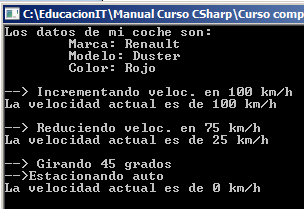 C:\EducacionIT\Manual Curso CSharp\Curso comp
Los datos de mi coche son:
Marca: Renault
Modelo: Duster
Color: Rojo
--> Incrementando veloc. en 100 km/h
La velocidad actual es de 100 km/h
--> Reduciendo veloc. en 75 km/h
La velocidad actual es de 25 km/h
--> Girando 45 grados
-->Estacionando auto
La velocidad actual es de 0 km/h